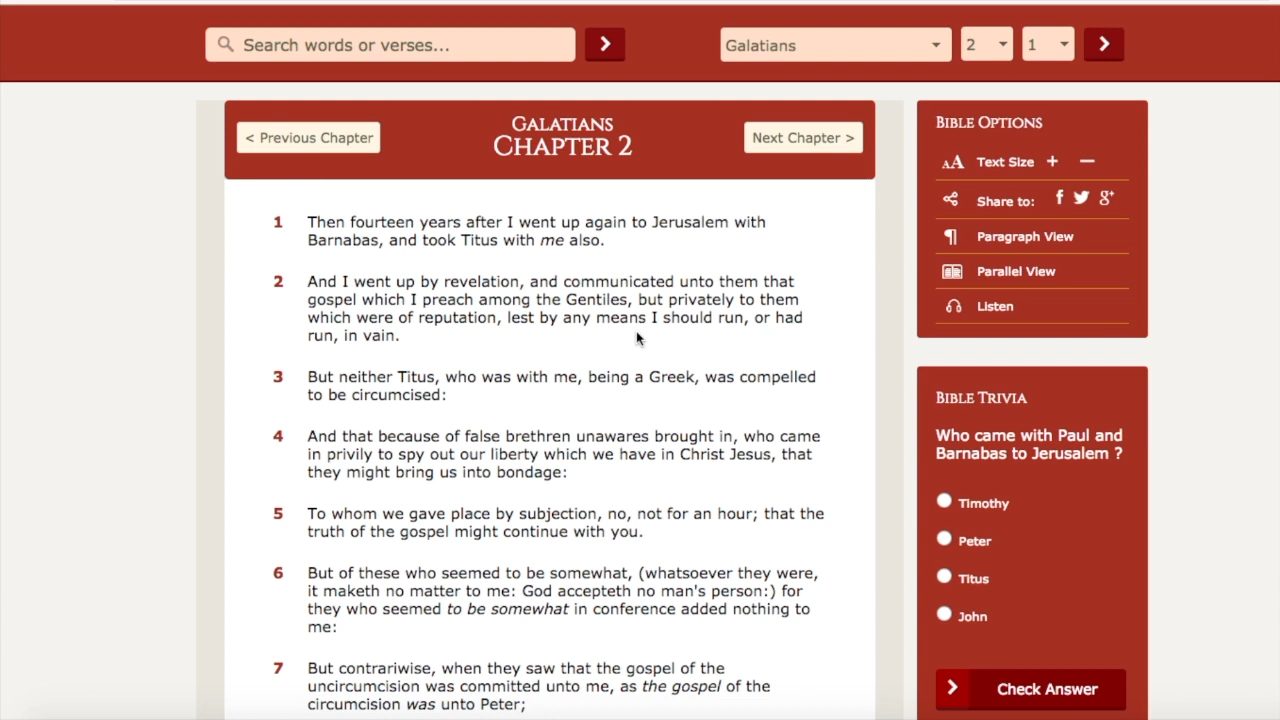 Search words or verses...
Galatians
2
1
GALATIANS
CHAPTER 2
< Previous Chapter
Next Chapter >
1 Then fourteen years after I went up again to Jerusalem with
Barnabas, and took Titus with me also.
2 And I went up by revelation, and communicated unto them that
gospel which I preach among the Gentiles, but privately to them
which were of reputation, lest by any means I should run, or had
run, in vain.
3 But neither Titus, who was with me, being a Greek, was compelled
to be circumcised:
4 And that because of false brethren unawares brought in, who came
in privily to spy out our liberty which we have in Christ Jesus, that
they might bring us into bondage:
5 To whom we gave place by subjection, no, not for an hour; that the
truth of the gospel might continue with you.
6 But of these who seemed to be somewhat, (whatsoever they were,
it maketh no matter to me: God accepteth no man's person:) for
they who seemed to be somewhat in conference added nothing to
me:
7 But contrariwise, when they saw that the gospel of the
uncircumcision was committed unto me, as the gospel of the
circumcision was unto Peter;
BIBLE OPTIONS
AA Text Size + −
Share to: f g+
¶ Paragraph View
Parallel View
Listen
BIBLE TRIVIA
Who came with Paul and
Barnabas to Jerusalem ?
Timothy
Peter
Titus
John
Check Answer